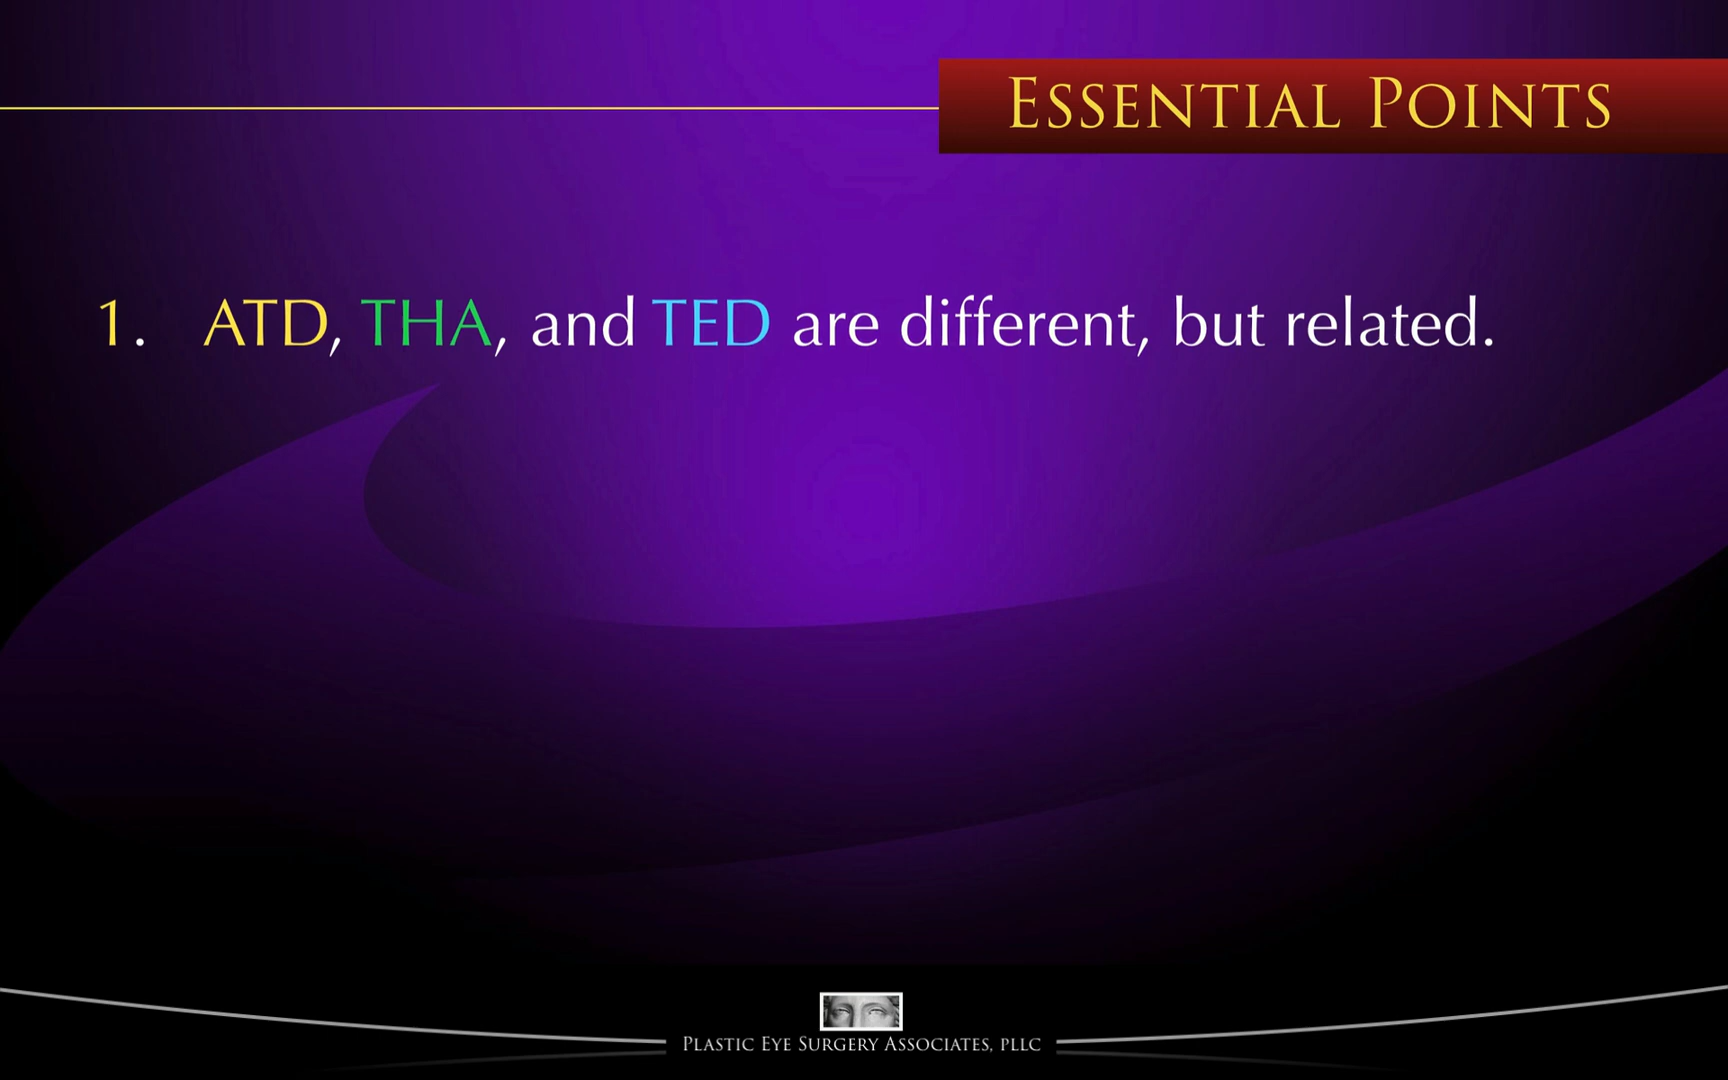 Essential Points
1. ATD, THA, and TED are different, but related.
Plastic Eye Surgery Associates, PLLC